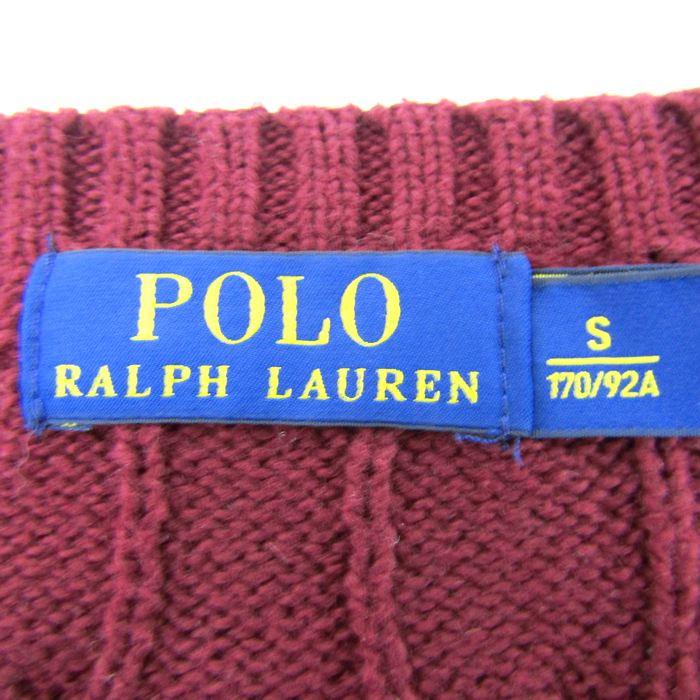 POLO
RALPH LAUREN
S
170/92A